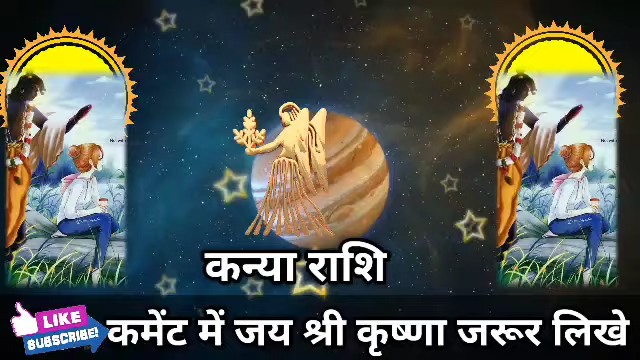 कन्या राशि
LIKE
SUBSCRIBE!
कमेंट में जय श्री कृष्णा जरूर लिखे